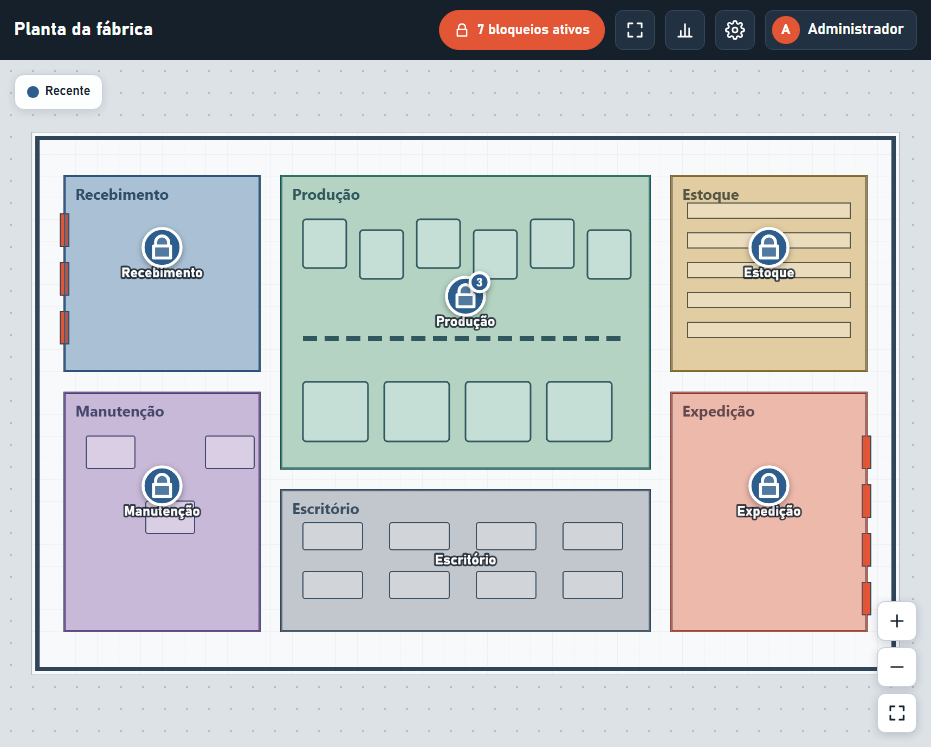 Planta da fábrica
7 bloqueios ativos
A
Administrador
Recente
Recebimento
Recebimento
Produção
3
Produção
Estoque
Estoque
Manutenção
Manutenção
Escritório
Escritório
Expedição
Expedição
+
−